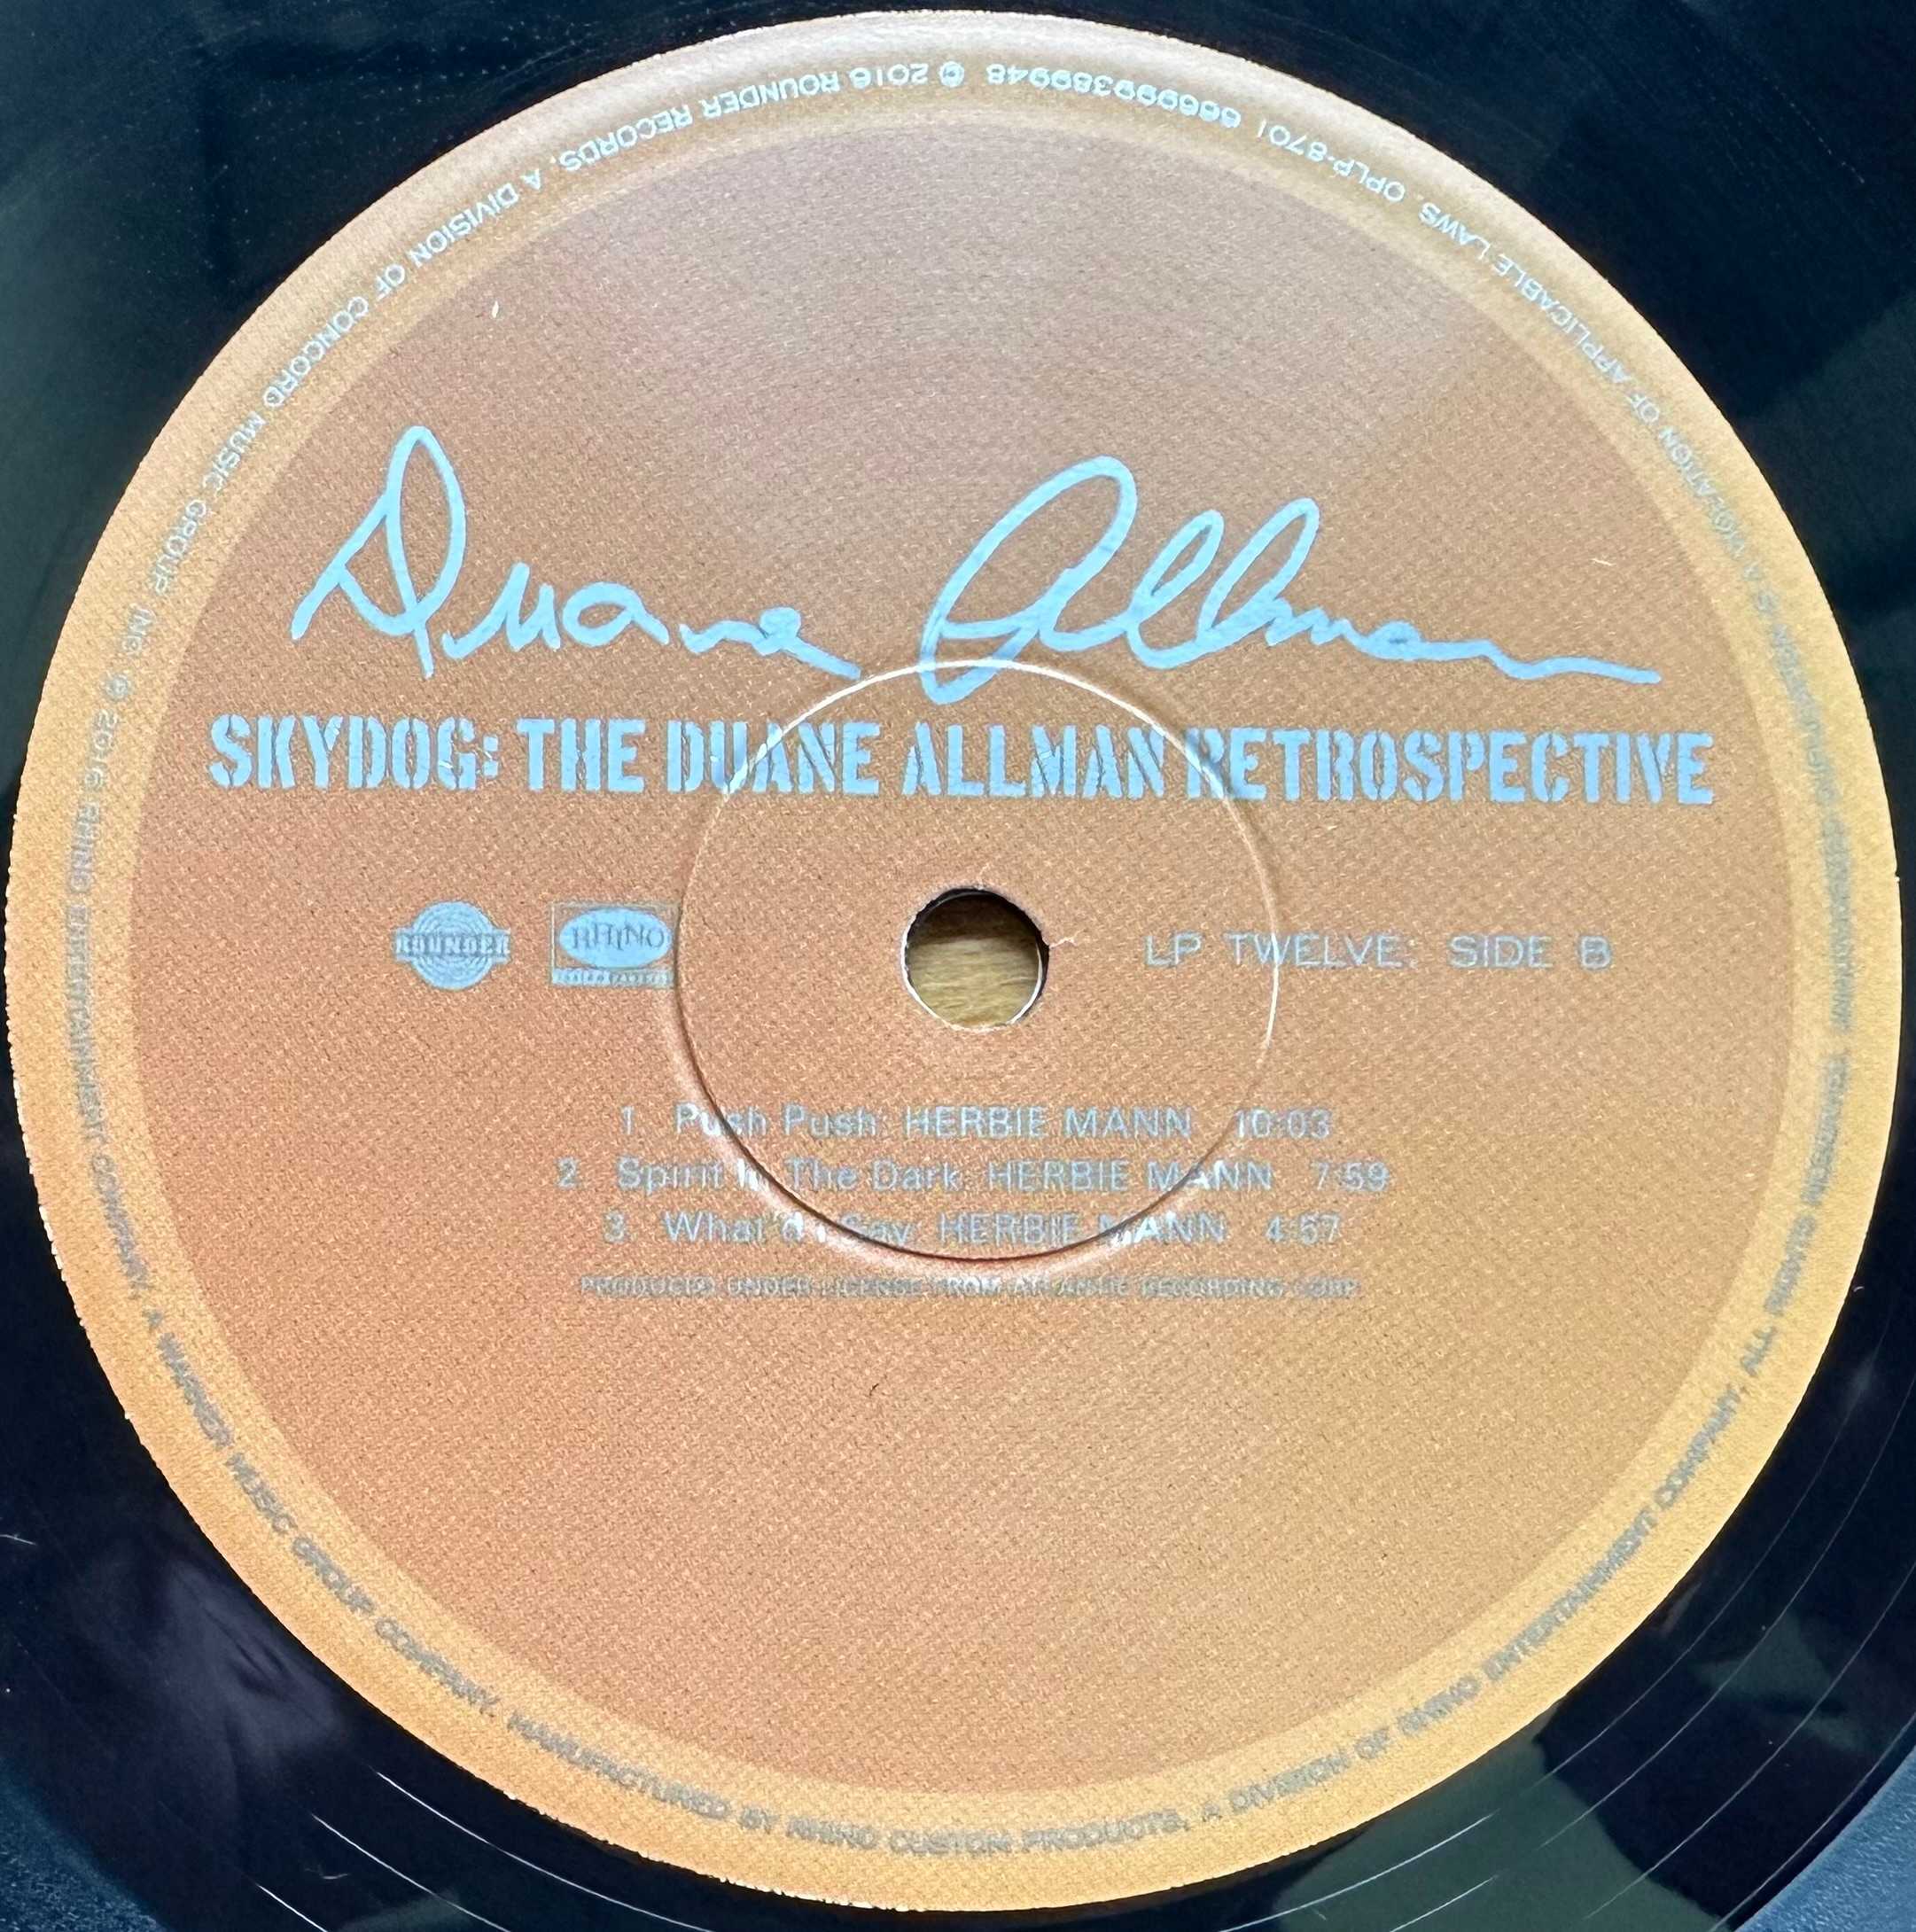 Duane Allman
SKYDOG: THE DUANE ALLMAN RETROSPECTIVE
ROUNDER
RHINO
LP TWELVE: SIDE B
1. Push Push: HERBIE MANN 10:03
2. Spirit In The Dark: HERBIE MANN 7:59
3. What'd I Say: HERBIE MANN 4:57
PRODUCED UNDER LICENSE FROM ATLANTIC RECORDING CORP.
℗ 2016 ROUNDER RECORDS, A DIVISION OF CONCORD MUSIC GROUP, INC. ℗ 2016 RHINO ENTERTAINMENT COMPANY, A WARNER MUSIC GROUP COMPANY. MANUFACTURED BY RHINO CUSTOM PRODUCTS, A DIVISION OF RHINO ENTERTAINMENT COMPANY. ALL RIGHTS RESERVED. UNAUTHORIZED DUPLICATION IS A VIOLATION OF APPLICABLE LAWS. OPLP-8701 666999389948